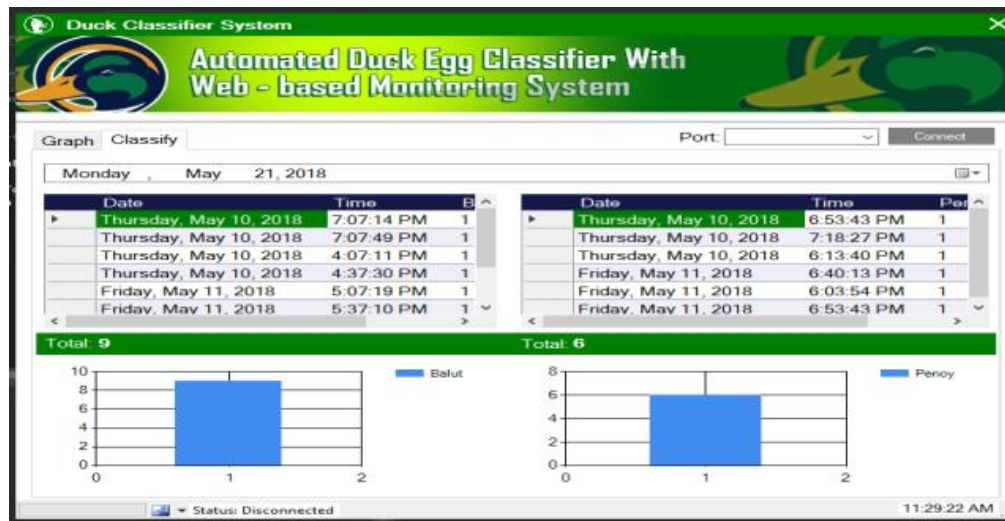 Duck Classifier System
Automated Duck Egg Classifier With
Web - based Monitoring System
Graph Classify Port: Connect
Monday , May 21, 2018
Date Time B
Thursday, May 10, 2018 7:07:14 PM 1
Thursday, May 10, 2018 7:07:49 PM 1
Thursday, May 10, 2018 4:07:11 PM 1
Thursday, May 10, 2018 4:37:30 PM 1
Friday, May 11, 2018 5:07:19 PM 1
Friday, May 11, 2018 5:37:10 PM 1
Total: 9
Date Time Per
Thursday, May 10, 2018 6:53:43 PM 1
Thursday, May 10, 2018 7:18:27 PM 1
Thursday, May 10, 2018 6:13:40 PM 1
Friday, May 11, 2018 6:40:13 PM 1
Friday, May 11, 2018 6:03:54 PM 1
Friday, May 11, 2018 6:53:43 PM 1
Total: 6
10
8
6
4
2
0
0 1 2
Balut
8
6
4
2
0
0 1 2
Penoy
Status: Disconnected 11:29:22 AM